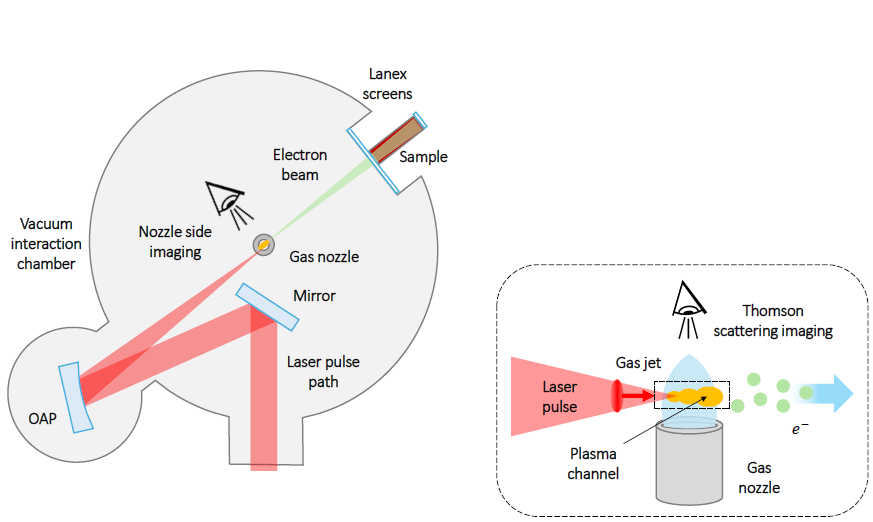 Lanex
screens
Sample
Electron
beam
Nozzle side
imaging
Vacuum
interaction
chamber
Gas nozzle
Mirror
Laser pulse
path
OAP
Thomson
scattering imaging
Gas jet
Laser
pulse
e⁻
Plasma
channel
Gas
nozzle